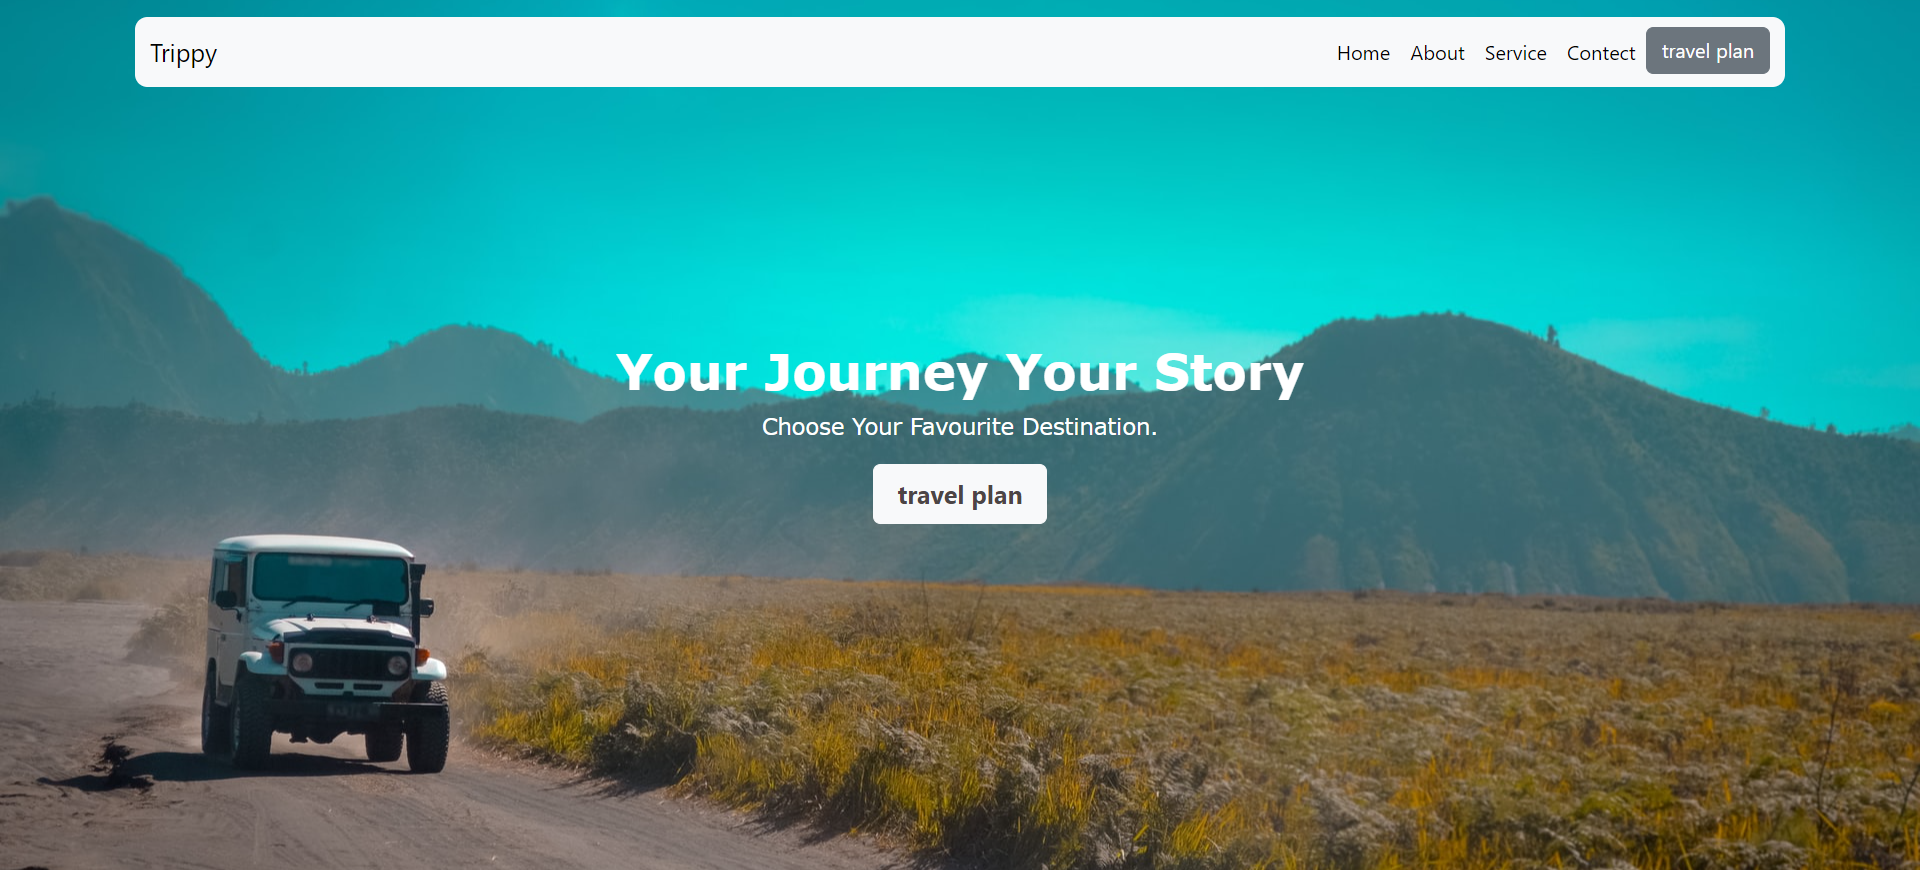 Trippy Home About Service Contect travel plan
Your Journey Your Story
Choose Your Favourite Destination.
travel plan